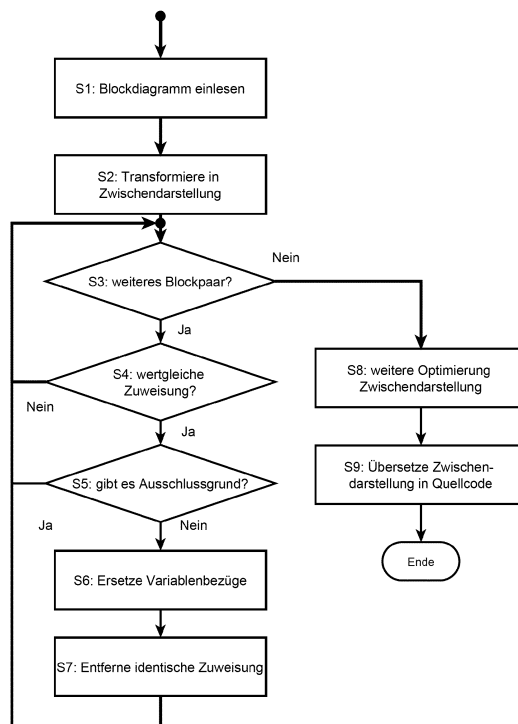 S1: Blockdiagramm einlesen
S2: Transformiere in
Zwischendarstellung
S3: weiteres Blockpaar?
Nein
Ja
S4: wertgleiche
Zuweisung?
Nein
Ja
S8: weitere Optimierung
Zwischendarstellung
S5: gibt es Ausschlussgrund?
Ja
Nein
S9: Übersetze Zwischen-
darstellung in Quellcode
Ende
S6: Ersetze Variablenbezüge
S7: Entferne identische Zuweisung